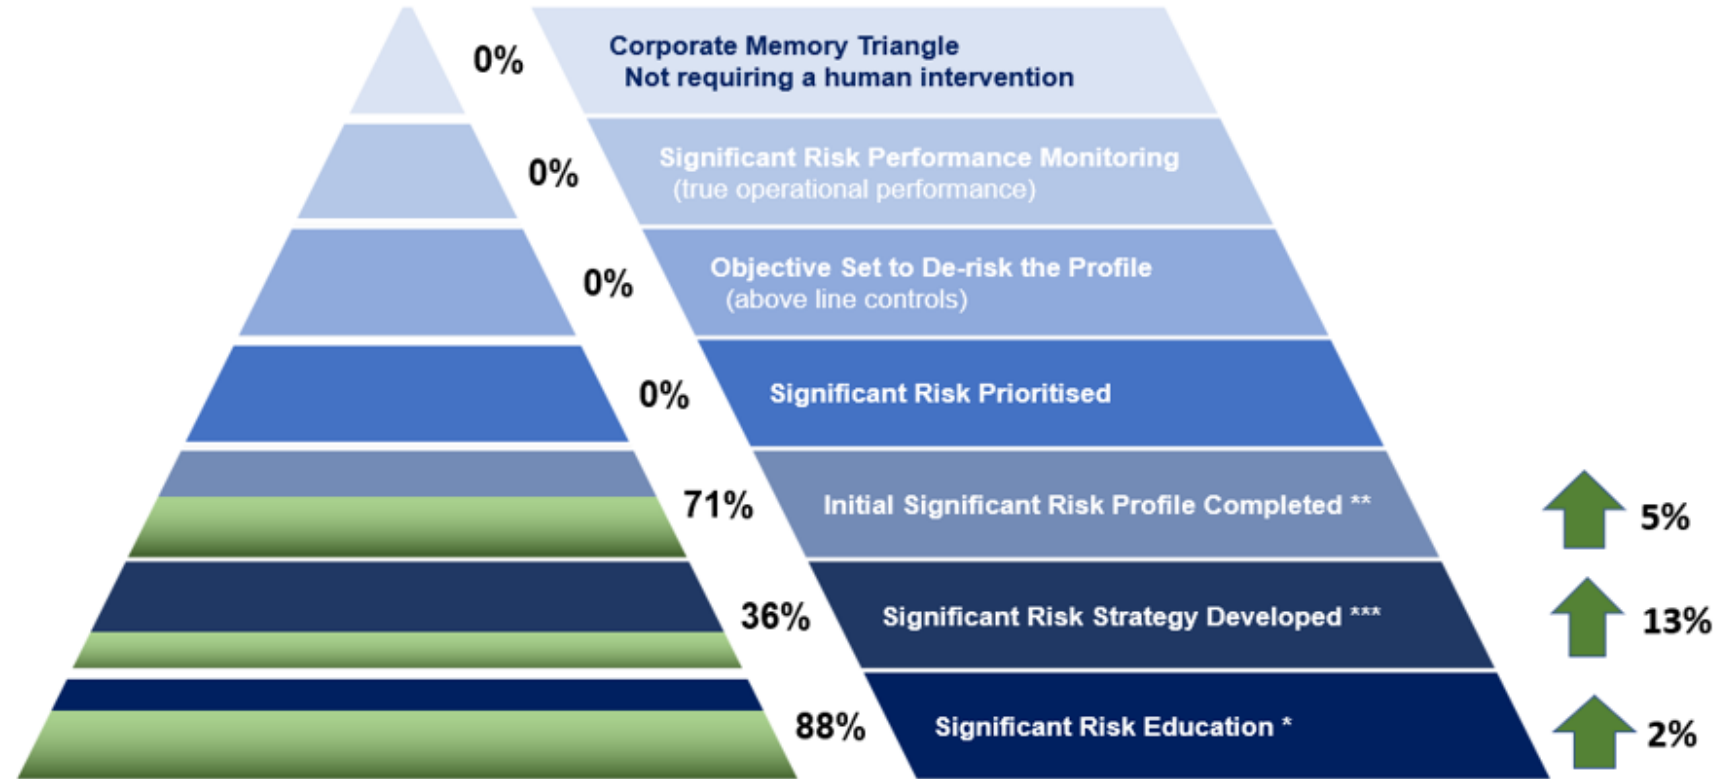 0%
Corporate Memory Triangle
Not requiring a human intervention
0%
Significant Risk Performance Monitoring
(true operational performance)
0%
Objective Set to De-risk the Profile
(above line controls)
0%
Significant Risk Prioritised
71%
Initial Significant Risk Profile Completed **
5%
36%
Significant Risk Strategy Developed ***
13%
88%
Significant Risk Education *
2%